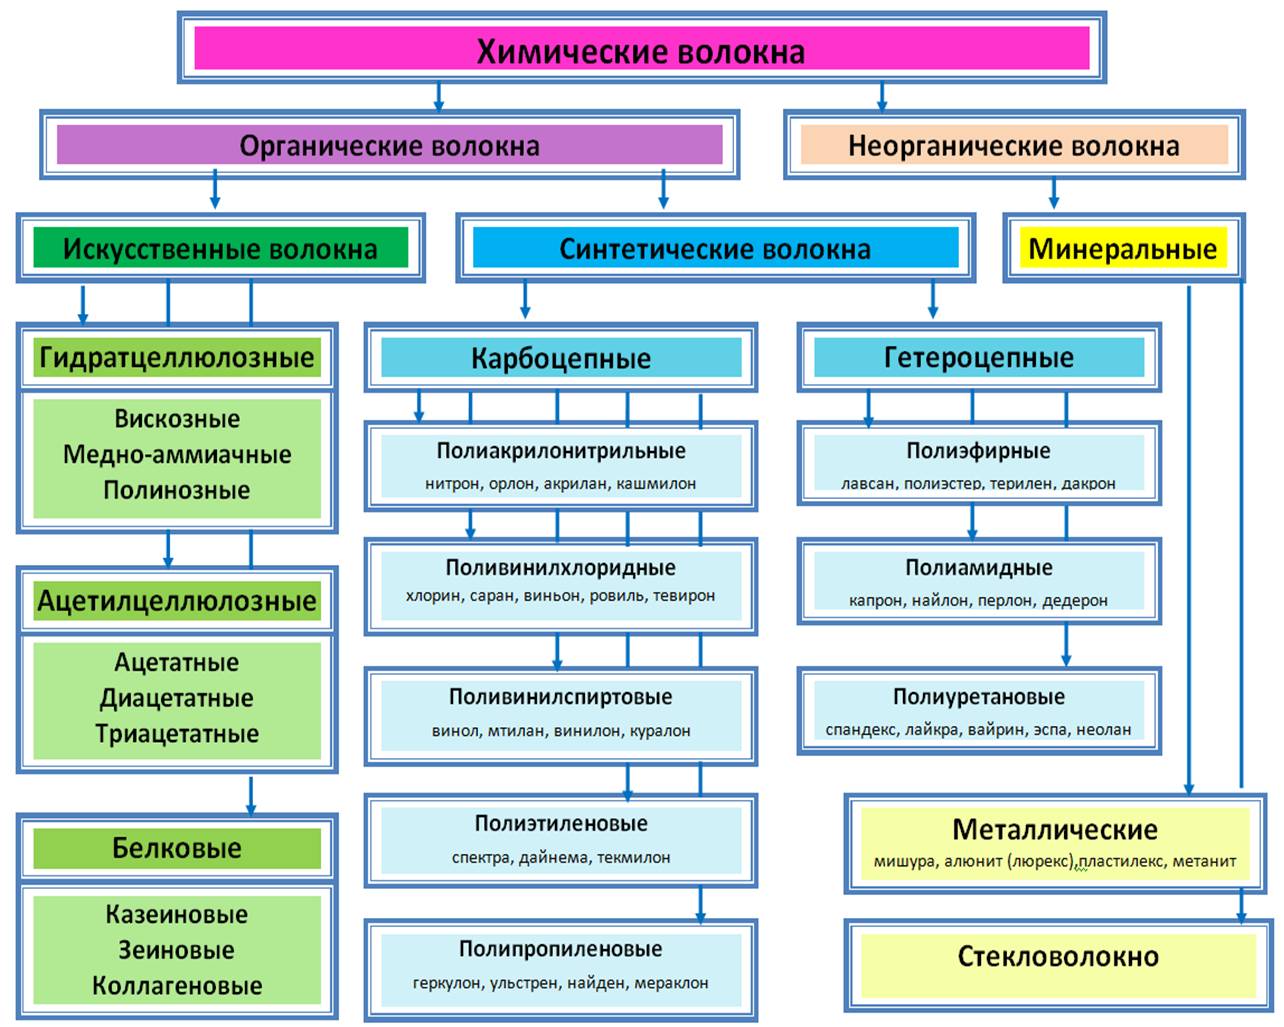 Химические волокна
Органические волокна
Неорганические волокна
Искусственные волокна
Синтетические волокна
Минеральные
Гидратцеллюлозные
Вискозные
Медно-аммиачные
Полинозные
Ацетилцеллюлозные
Ацетатные
Диацетатные
Триацетатные
Белковые
Казеиновые
Зеиновые
Коллагеновые
Карбоцепные
Полиакрилонитрильные
нитрон, орлон, акрилан, кашмилон
Поливинилхлоридные
хлорин, саран, виньон, ровиль, тевирон
Поливинилспиртовые
винол, мтилан, винилон, куралон
Полиэтиленовые
спектра, дайнема, текмилон
Полипропиленовые
геркулон, ульстрен, найден, мераклон
Гетероцепные
Полиэфирные
лавсан, полиэстер, терилен, дакрон
Полиамидные
капрон, найлон, перлон, дедерон
Полиуретановые
спандекс, лайкра, вайрин, эспа, неолан
Металлические
мишура, алюнит (люрекс),пластилекс, метанит
Стекловолокно